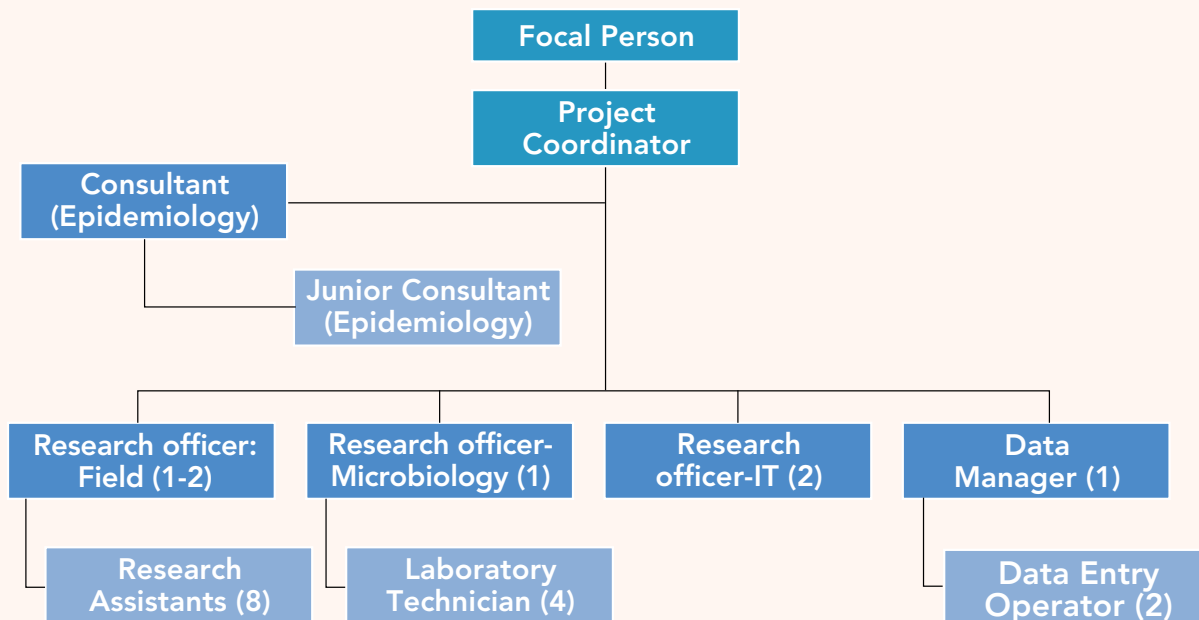 Focal Person
Project
Coordinator
Consultant
(Epidemiology)
Junior Consultant
(Epidemiology)
Research officer:
Field (1-2)
Research officer-
Microbiology (1)
Research
officer-IT (2)
Data
Manager (1)
Research
Assistants (8)
Laboratory
Technician (4)
Data Entry
Operator (2)